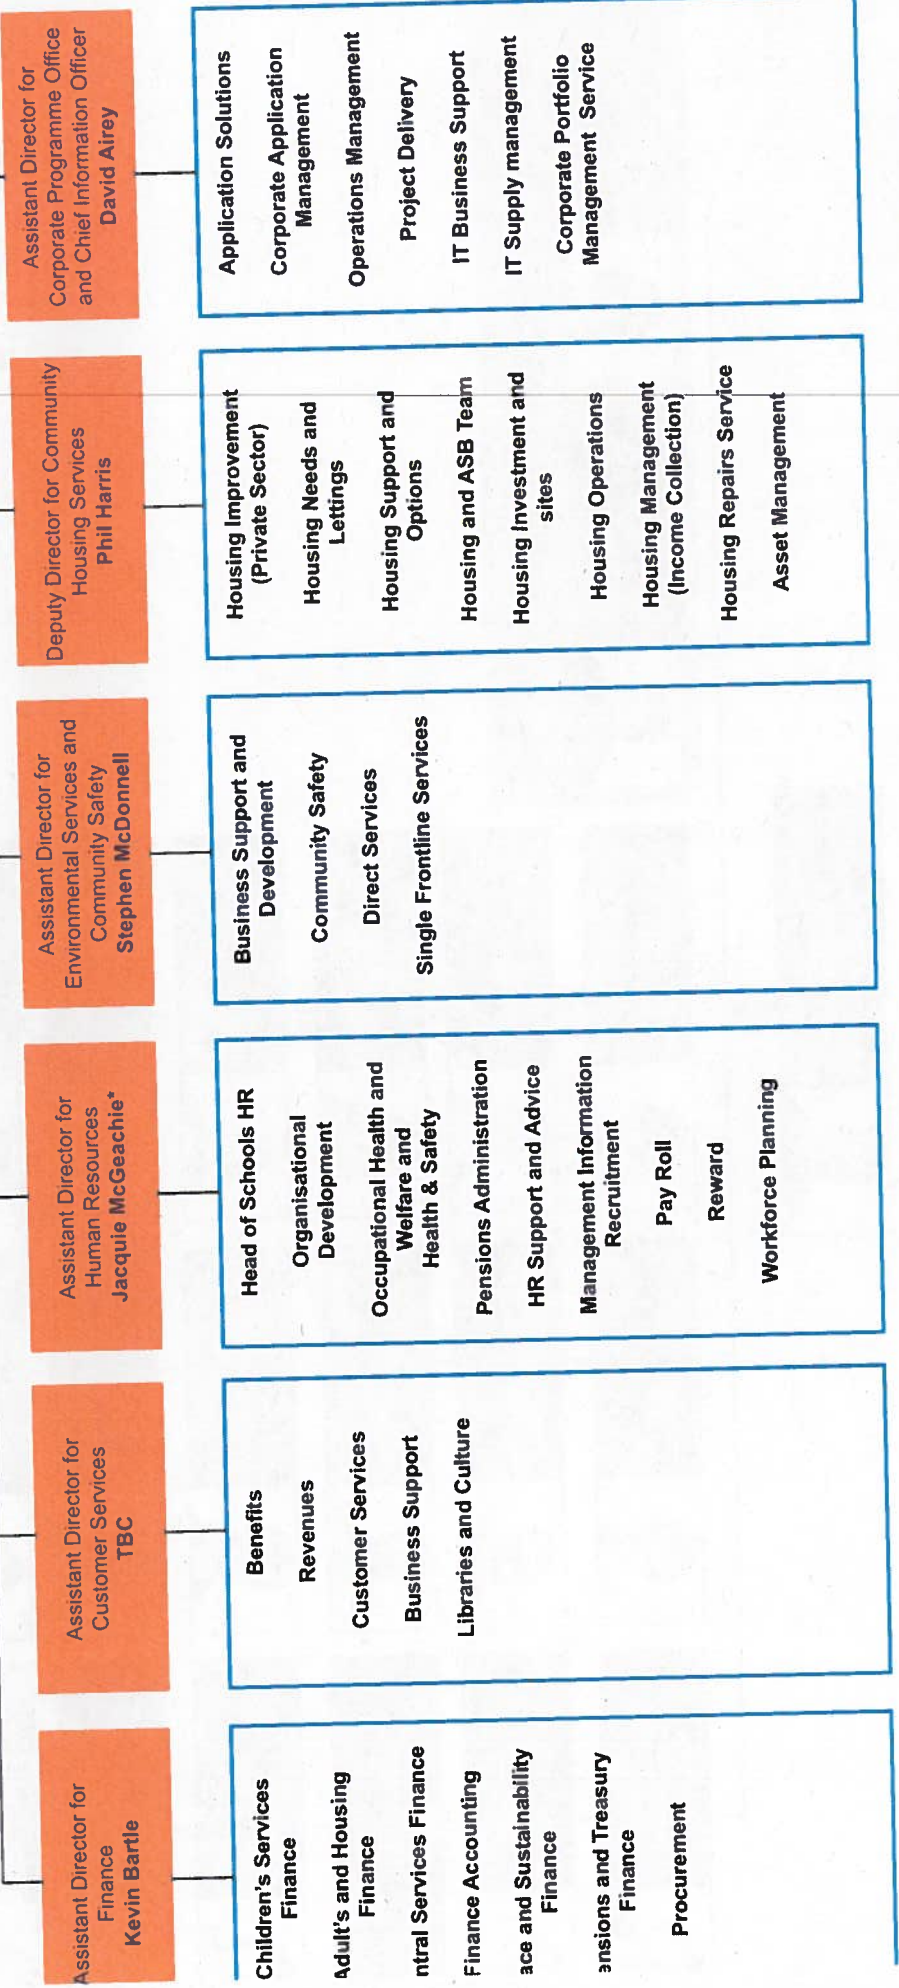 Assistant Director for
Finance
Kevin Bartle
Children's Services
Finance
Adult's and Housing
Finance
ntral Services Finance
Finance Accounting
ace and Sustainability
Finance
ensions and Treasury
Finance
Procurement
Assistant Director for
Customer Services
TBC
Benefits
Revenues
Customer Services
Business Support
Libraries and Culture
Assistant Director for
Human Resources
Jacquie McGeachie*
Head of Schools HR
Organisational
Development
Occupational Health and
Welfare and
Health & Safety
Pensions Administration
HR Support and Advice
Management Information
Recruitment
Pay Roll
Reward
Workforce Planning
Assistant Director for
Environmental Services and
Community Safety
Stephen McDonnell
Business Support and
Development
Community Safety
Direct Services
Single Frontline Services
Deputy Director for Community
Housing Services
Phil Harris
Housing Improvement
(Private Sector)
Housing Needs and
Lettings
Housing Support and
Options
Housing and ASB Team
Housing Investment and
sites
Housing Operations
Housing Management
(Income Collection)
Housing Repairs Service
Asset Management
Assistant Director for
Corporate Programme Office
and Chief Information Officer
David Airey
Application Solutions
Corporate Application
Management
Operations Management
Project Delivery
IT Business Support
IT Supply management
Corporate Portfolio
Management Service